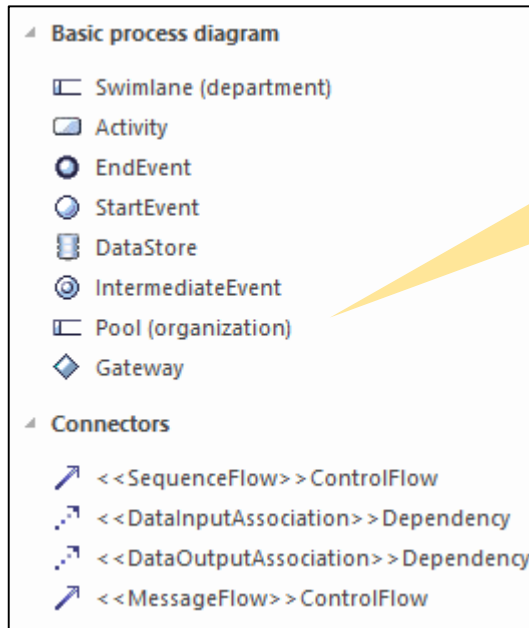 Basic process diagram
Swimlane (department)
Activity
EndEvent
StartEvent
DataStore
IntermediateEvent
Pool (organization)
Gateway
Connectors
<<SequenceFlow>>ControlFlow
<<DataInputAssociation>>Dependency
<<DataOutputAssociation>>Dependency
<<MessageFlow>>ControlFlow